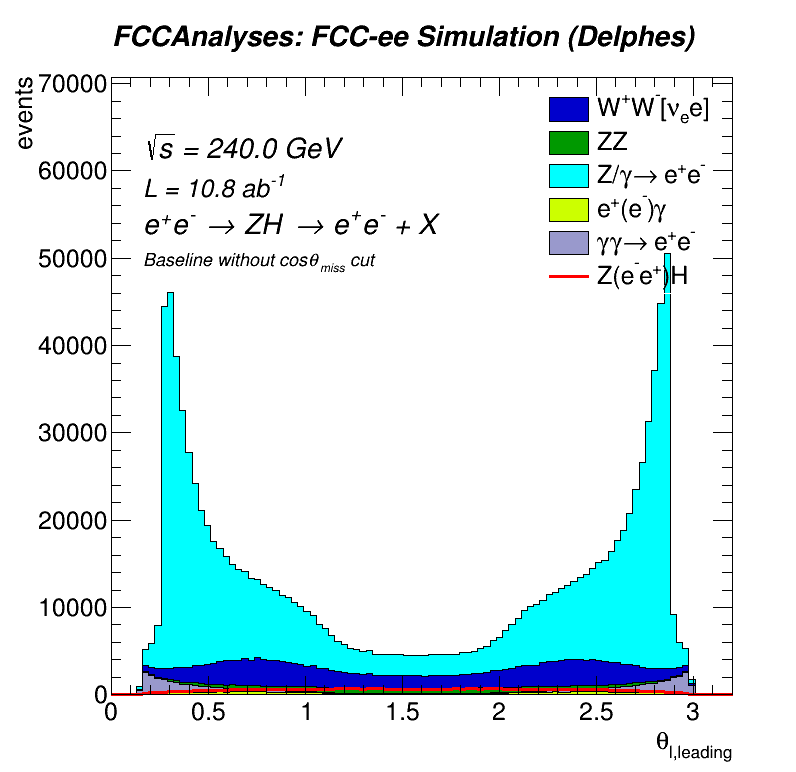 FCCAnalyses: FCC-ee Simulation (Delphes)
events
70000
60000
50000
40000
30000
20000
10000
0
√s = 240.0 GeV
L = 10.8 ab⁻¹
e⁺e⁻ → ZH → e⁺e⁻ + X
Baseline without cosθ_miss cut
W⁺W⁻[νₑe]
ZZ
Z/γ→ e⁺e⁻
e⁺(e⁻)γ
γγ→ e⁺e⁻
Z(e⁻e⁺)H
0 0.5 1 1.5 2 2.5 3
θ_l,leading